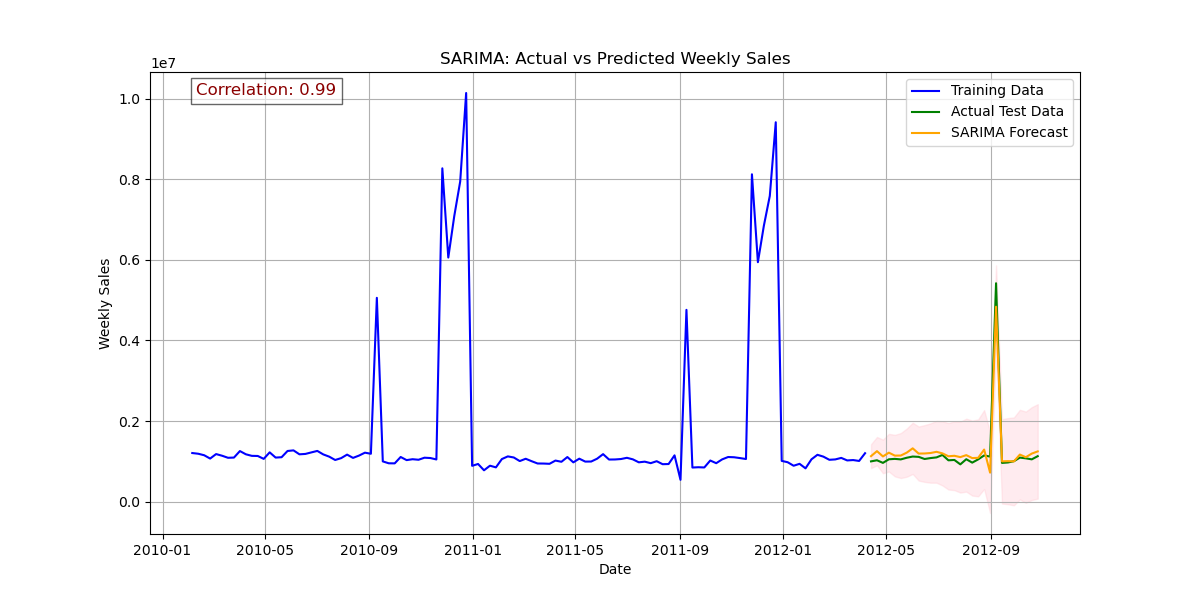 SARIMA: Actual vs Predicted Weekly Sales
1e7
Correlation: 0.99
Training Data
Actual Test Data
SARIMA Forecast
1.0
0.8
0.6
0.4
0.2
0.0
Weekly Sales
2010-01 2010-05 2010-09 2011-01 2011-05 2011-09 2012-01 2012-05 2012-09
Date